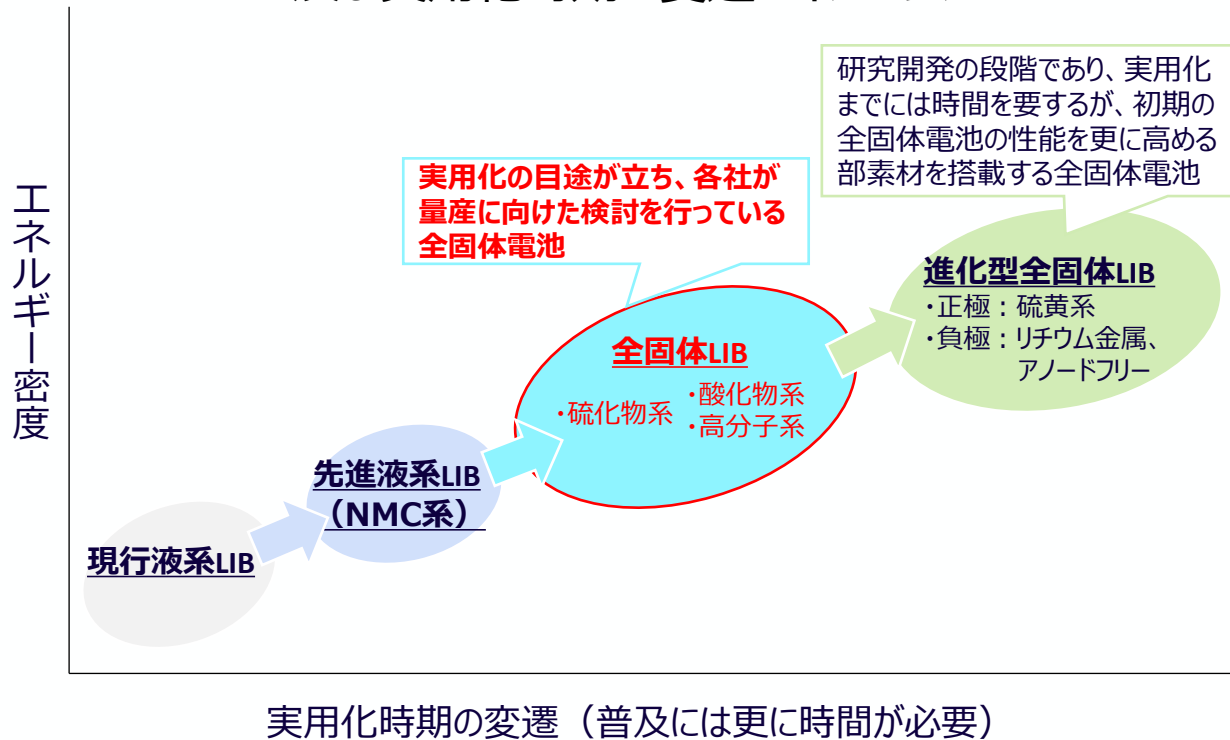 研究開発の段階であり、実用化
までには時間を要するが、初期の
全固体電池の性能を更に高める
部素材を搭載する全固体電池
実用化の目途が立ち、各社が
量産に向けた検討を行っている
全固体電池
エネルギー密度
進化型全固体LIB
・正極：硫黄系
・負極：リチウム金属、
アノードフリー
全固体LIB
・硫化物系
・酸化物系
・高分子系
先進液系LIB
（NMC系）
現行液系LIB
実用化時期の変遷（普及には更に時間が必要）